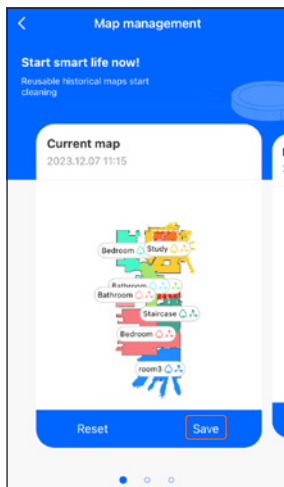 Map management
Start smart life now!
Reusable historical maps start
cleaning
Current map
2023.12.07 11:15
Bedroom
Study
Bathroom
Bathroom
Staircase
Bedroom
room3
Reset
Save